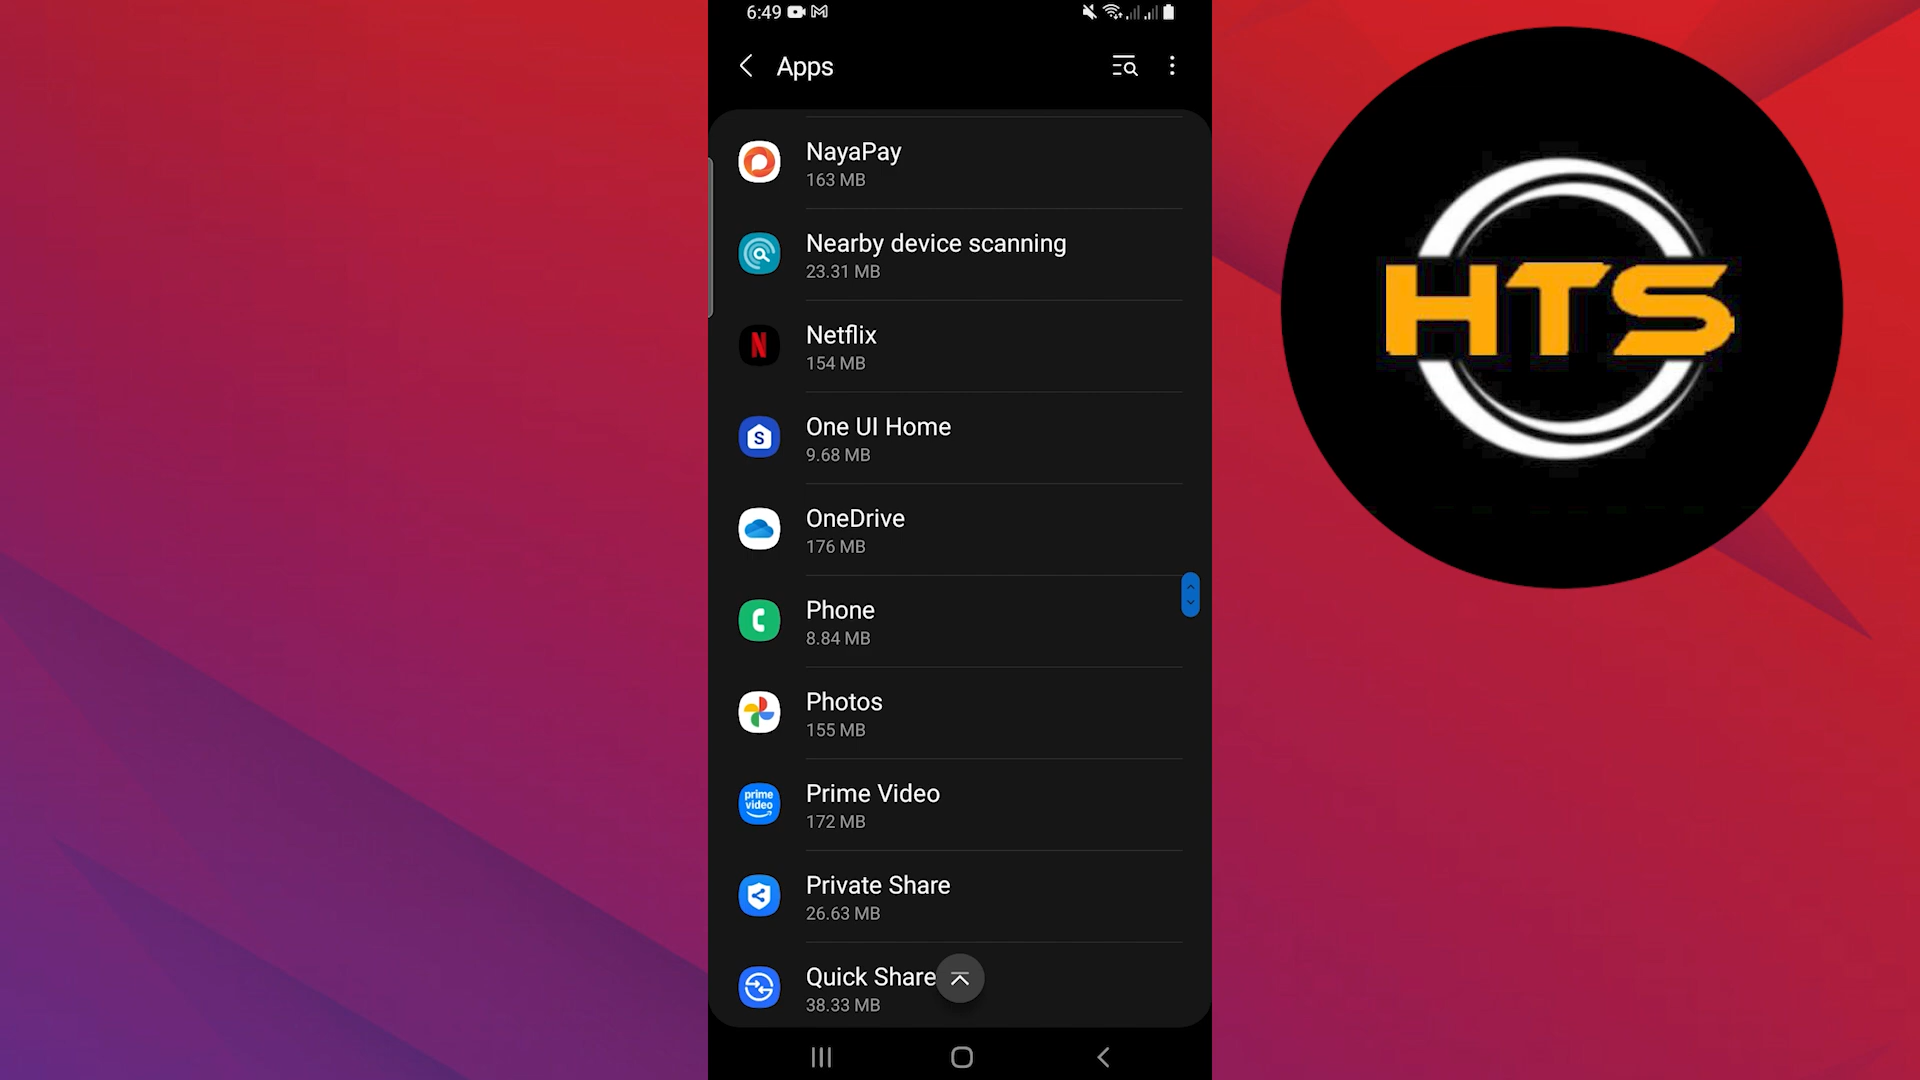 6:49
Apps
NayaPay
163 MB
Nearby device scanning
23.31 MB
Netflix
154 MB
One UI Home
9.68 MB
OneDrive
176 MB
Phone
8.84 MB
Photos
155 MB
prime
video
Prime Video
172 MB
Private Share
26.63 MB
Quick Share
38.33 MB
HTS